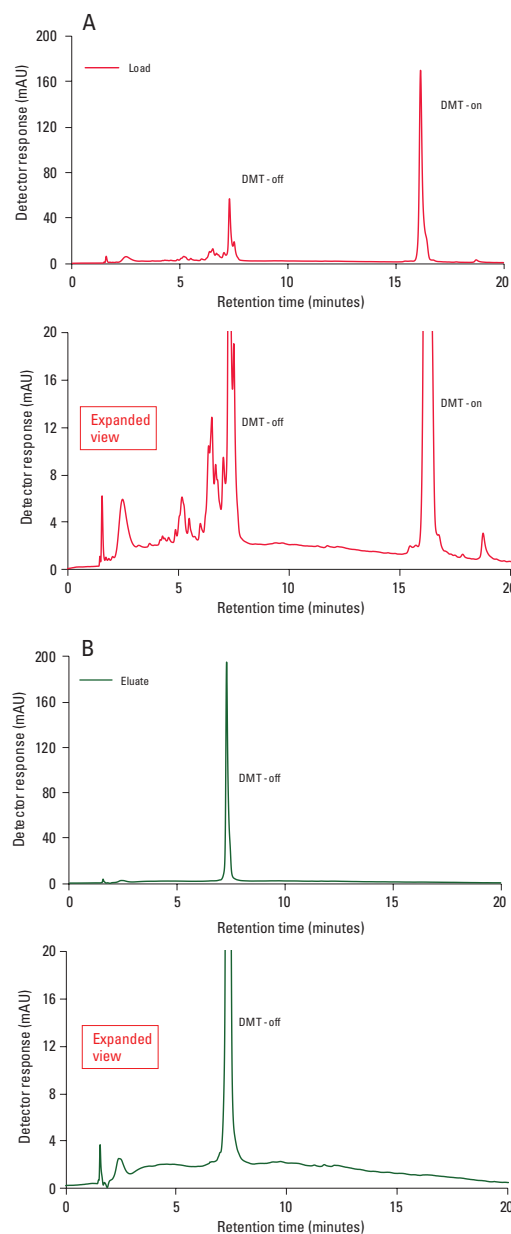 A
Detector response (mAU)
200
160
120
80
40
0
Load
DMT - off
DMT - on
0 5 10 15 20
Retention time (minutes)
Detector response (mAU)
20
16
12
8
4
0
Expanded
view
DMT - off
DMT - on
0 5 10 15 20
Retention time (minutes)
B
Detector response (mAU)
200
160
120
80
40
0
Eluate
DMT - off
0 5 10 15 20
Retention time (minutes)
Detector response (mAU)
20
16
12
8
4
0
Expanded
view
DMT - off
0 5 10 15 20
Retention time (minutes)